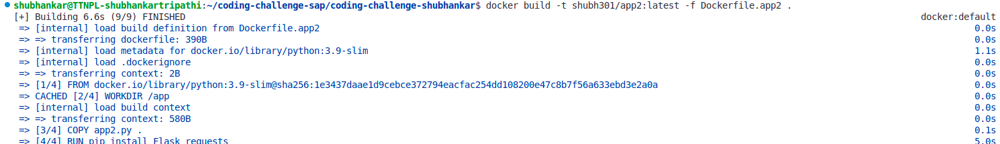 shubhankar@TTNPL-shubhankartripathi:~/coding-challenge-sap/coding-challenge-shubhankar$ docker build -t shubh301/app2:latest -f Dockerfile.app2 .
[+] Building 6.6s (9/9) FINISHED docker:default
=> [internal] load build definition from Dockerfile.app2 0.0s
=> => transferring dockerfile: 390B 0.0s
=> [internal] load metadata for docker.io/library/python:3.9-slim 1.1s
=> [internal] load .dockerignore 0.0s
=> => transferring context: 2B 0.0s
=> [1/4] FROM docker.io/library/python:3.9-slim@sha256:1e3437daae1d9cebce372794eacfac254dd108200e47c8b7f56a633ebd3e2a0a 0.0s
=> CACHED [2/4] WORKDIR /app 0.0s
=> [internal] load build context 0.0s
=> => transferring context: 580B 0.0s
=> [3/4] COPY app2.py . 0.1s
=> [4/4] RUN pip install Flask requests 5.0s